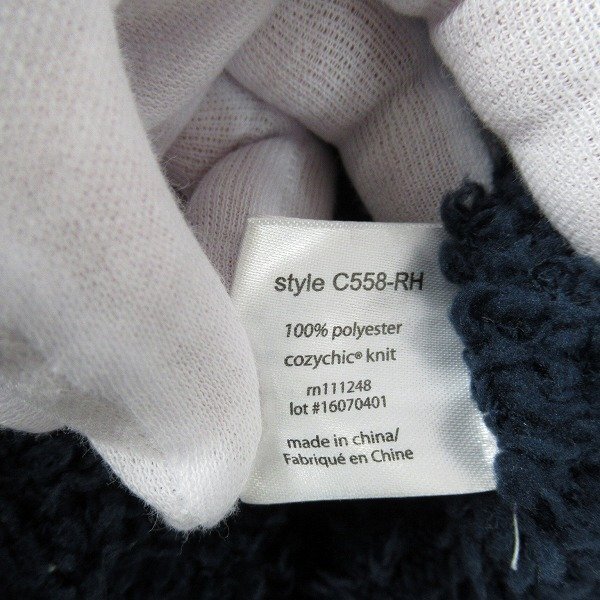 style C558-RH
100% polyester
cozychic® knit
rn111248
lot #16070401
made in china/
Fabriqué en Chine